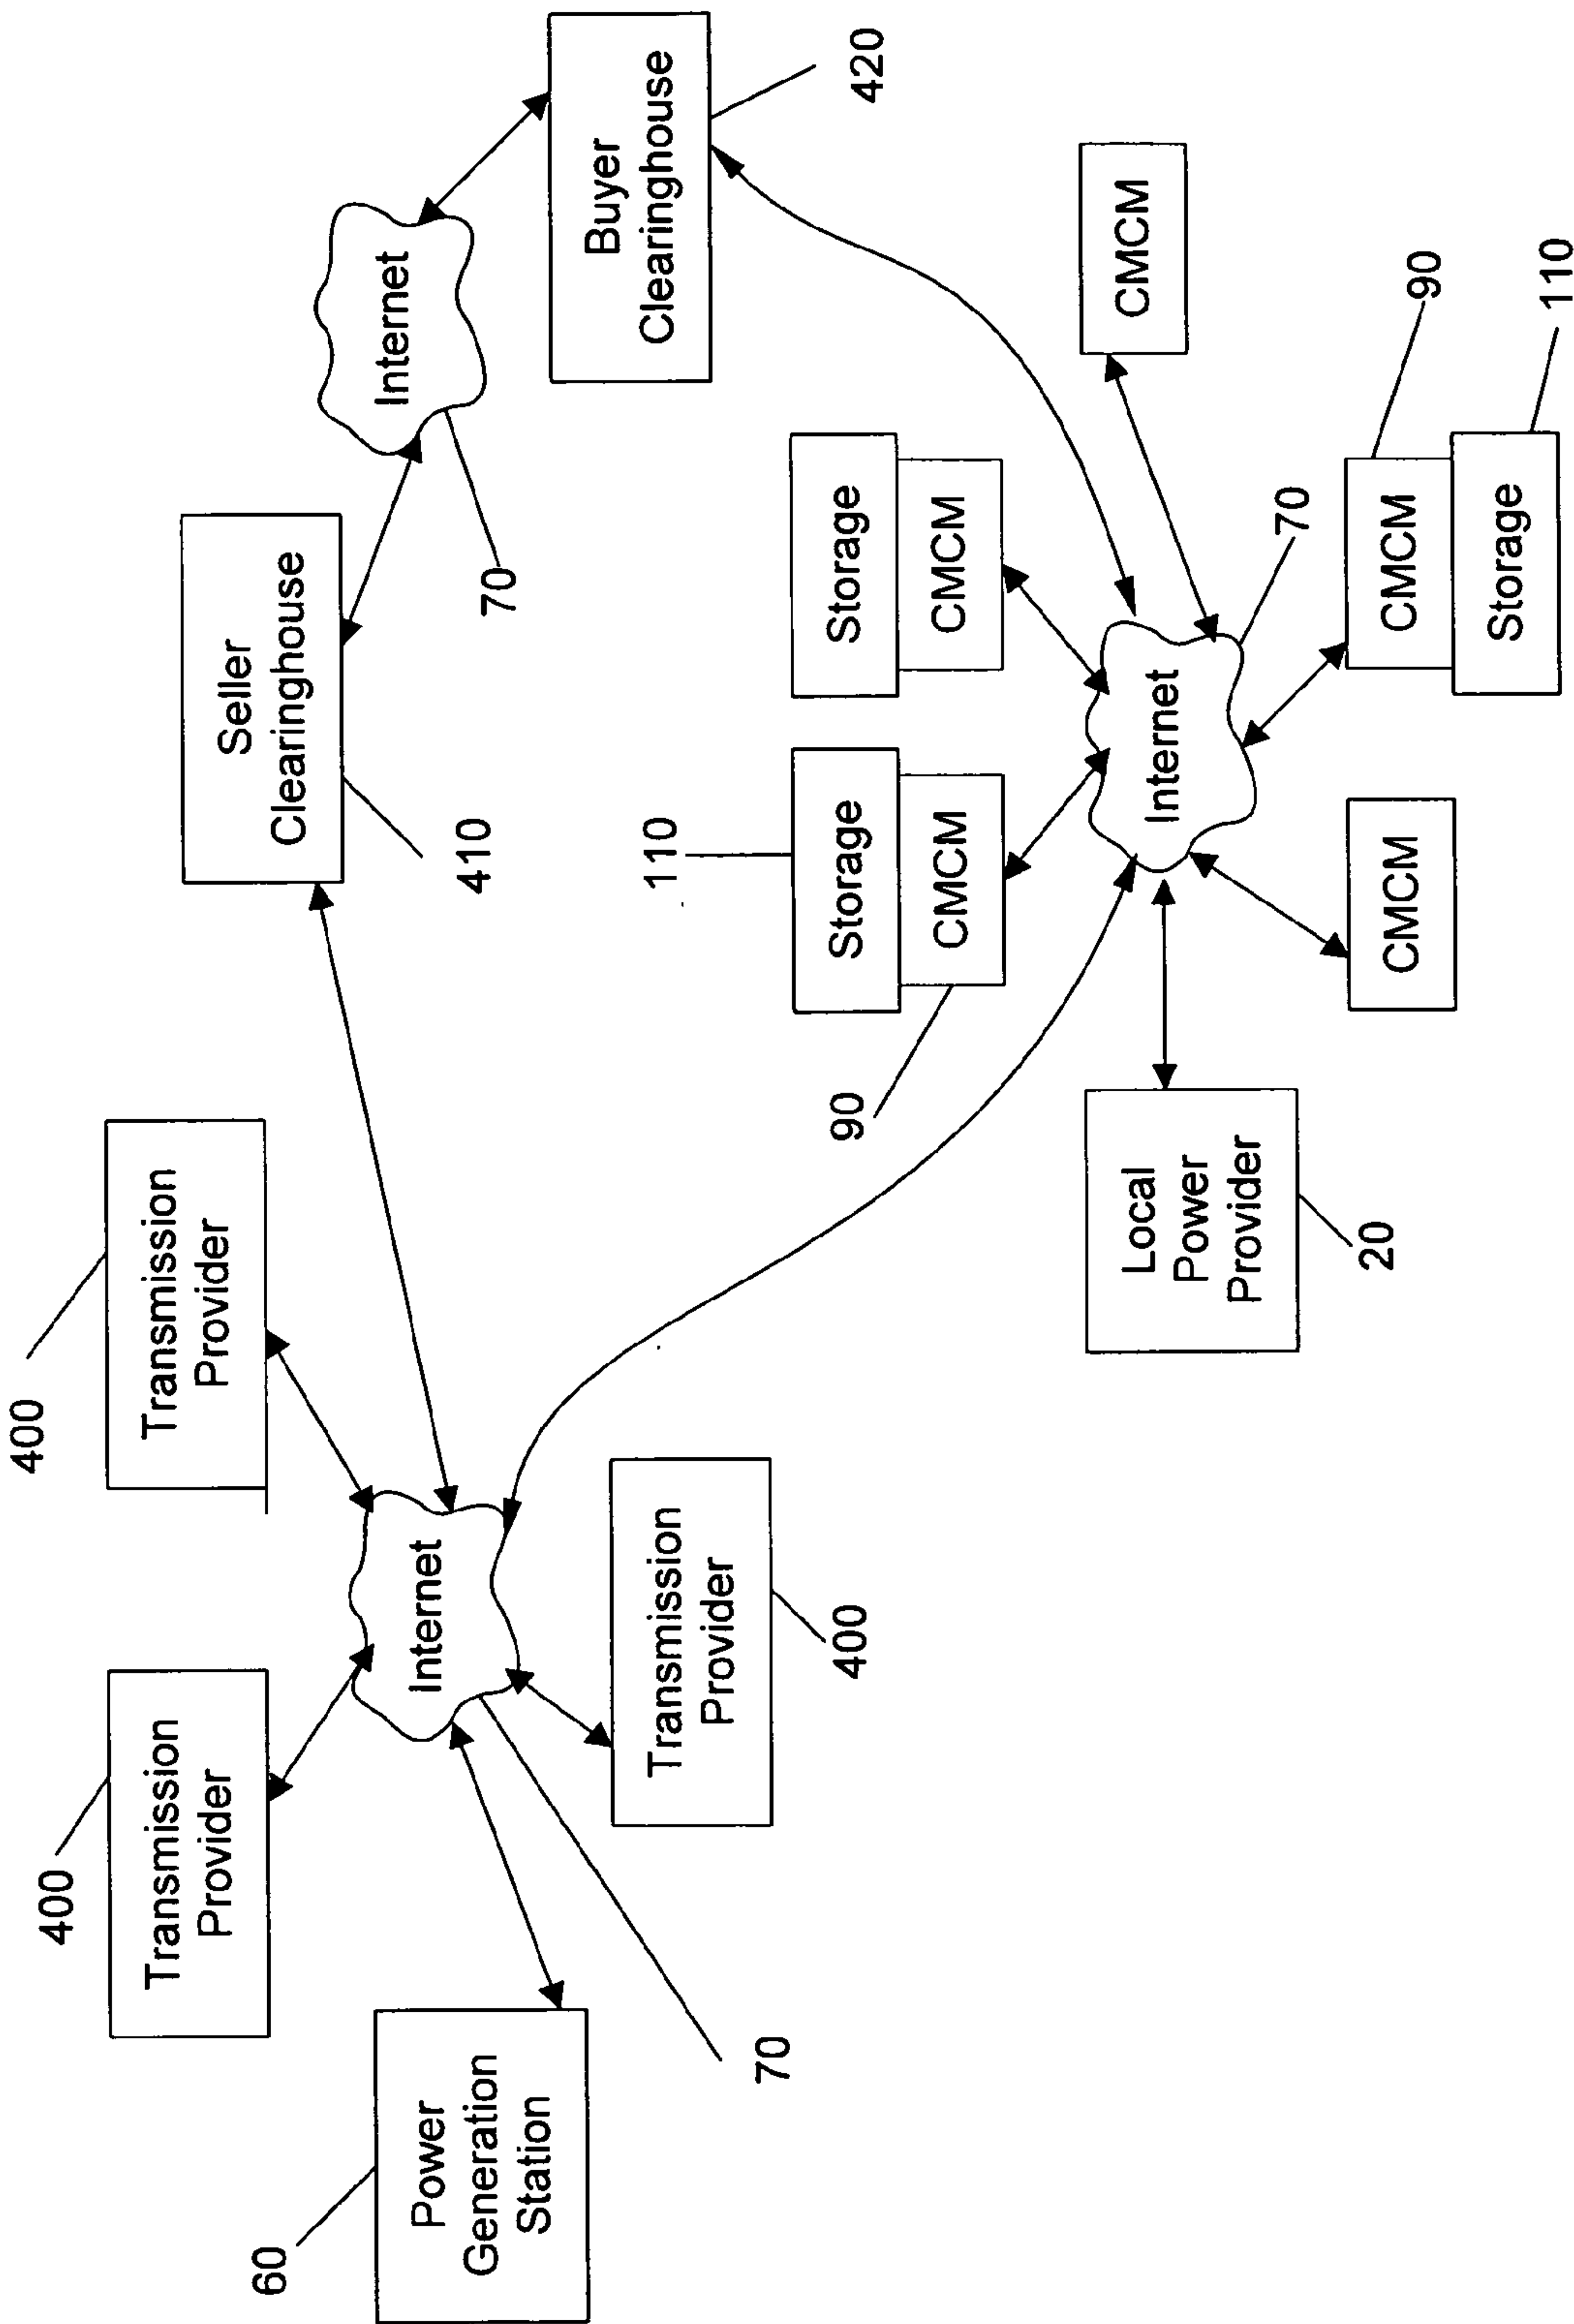 400
Transmission
Provider
400
Transmission
Provider
Seller
Clearinghouse
410
Internet
70
Buyer
Clearinghouse
420
60
Power
Generation
Station
Internet
70
Transmission
Provider
400
110
Storage
CMCM
90
Storage
CMCM
CMCM
Local
Power
Provider
20
Internet
70
CMCM
CMCM
90
Storage
110